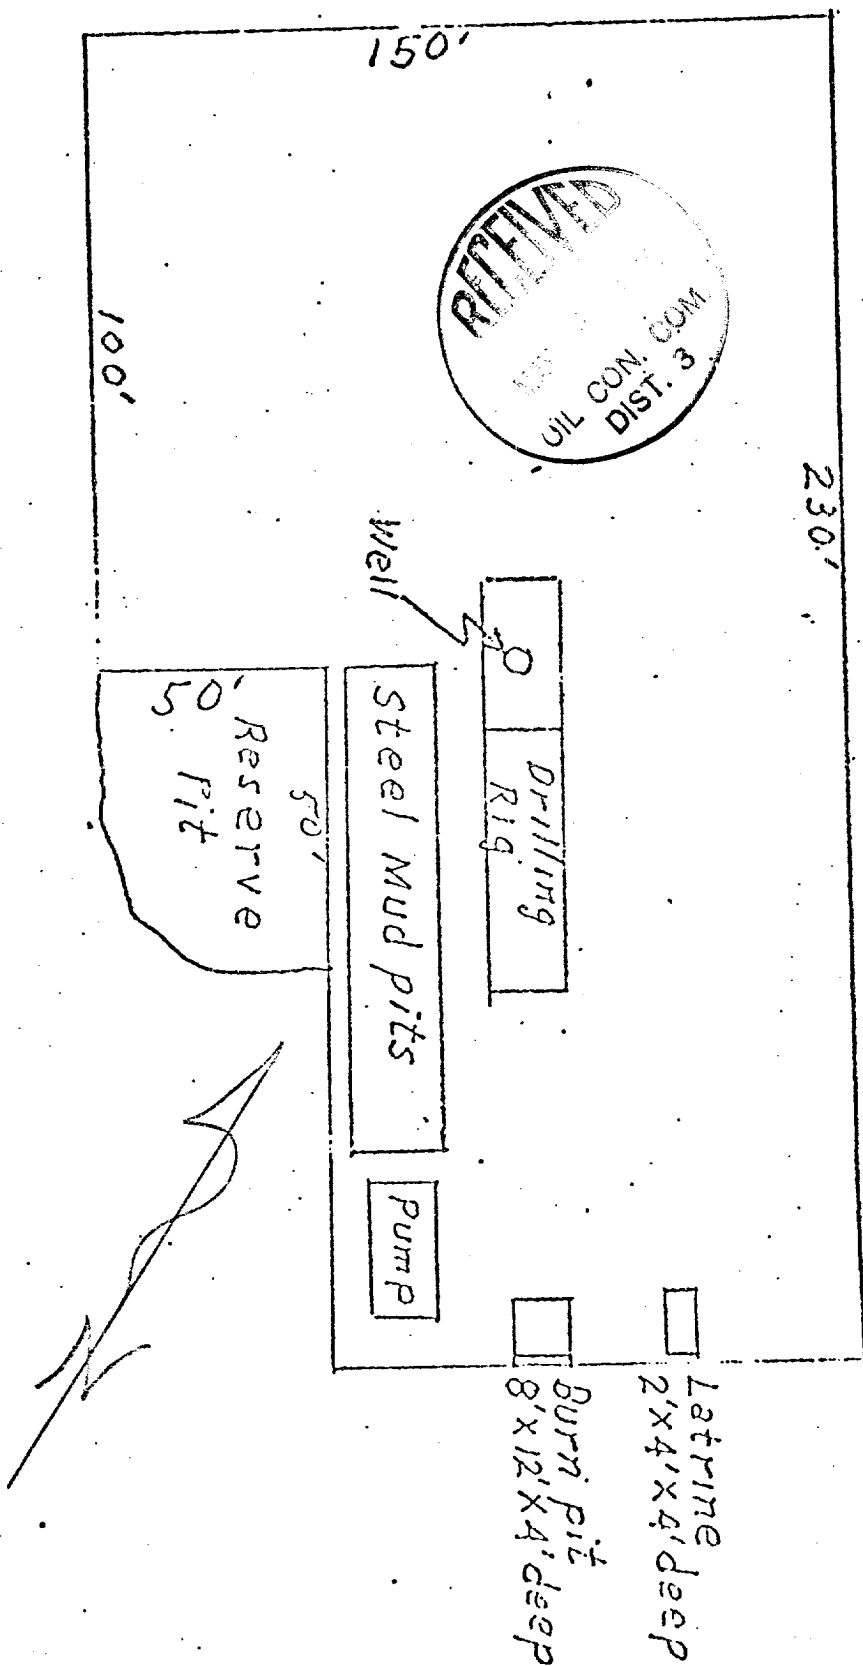 150'
230'
RECEIVED
OIL CON. COM
DIST. 3
100'
Well
Drilling
Rig
Steel Mud pits
50'
50'
Reserve
Pit
Pump
Latrine
2'x4'x4' deep
Burn pit
8'x12'x4' deep
N